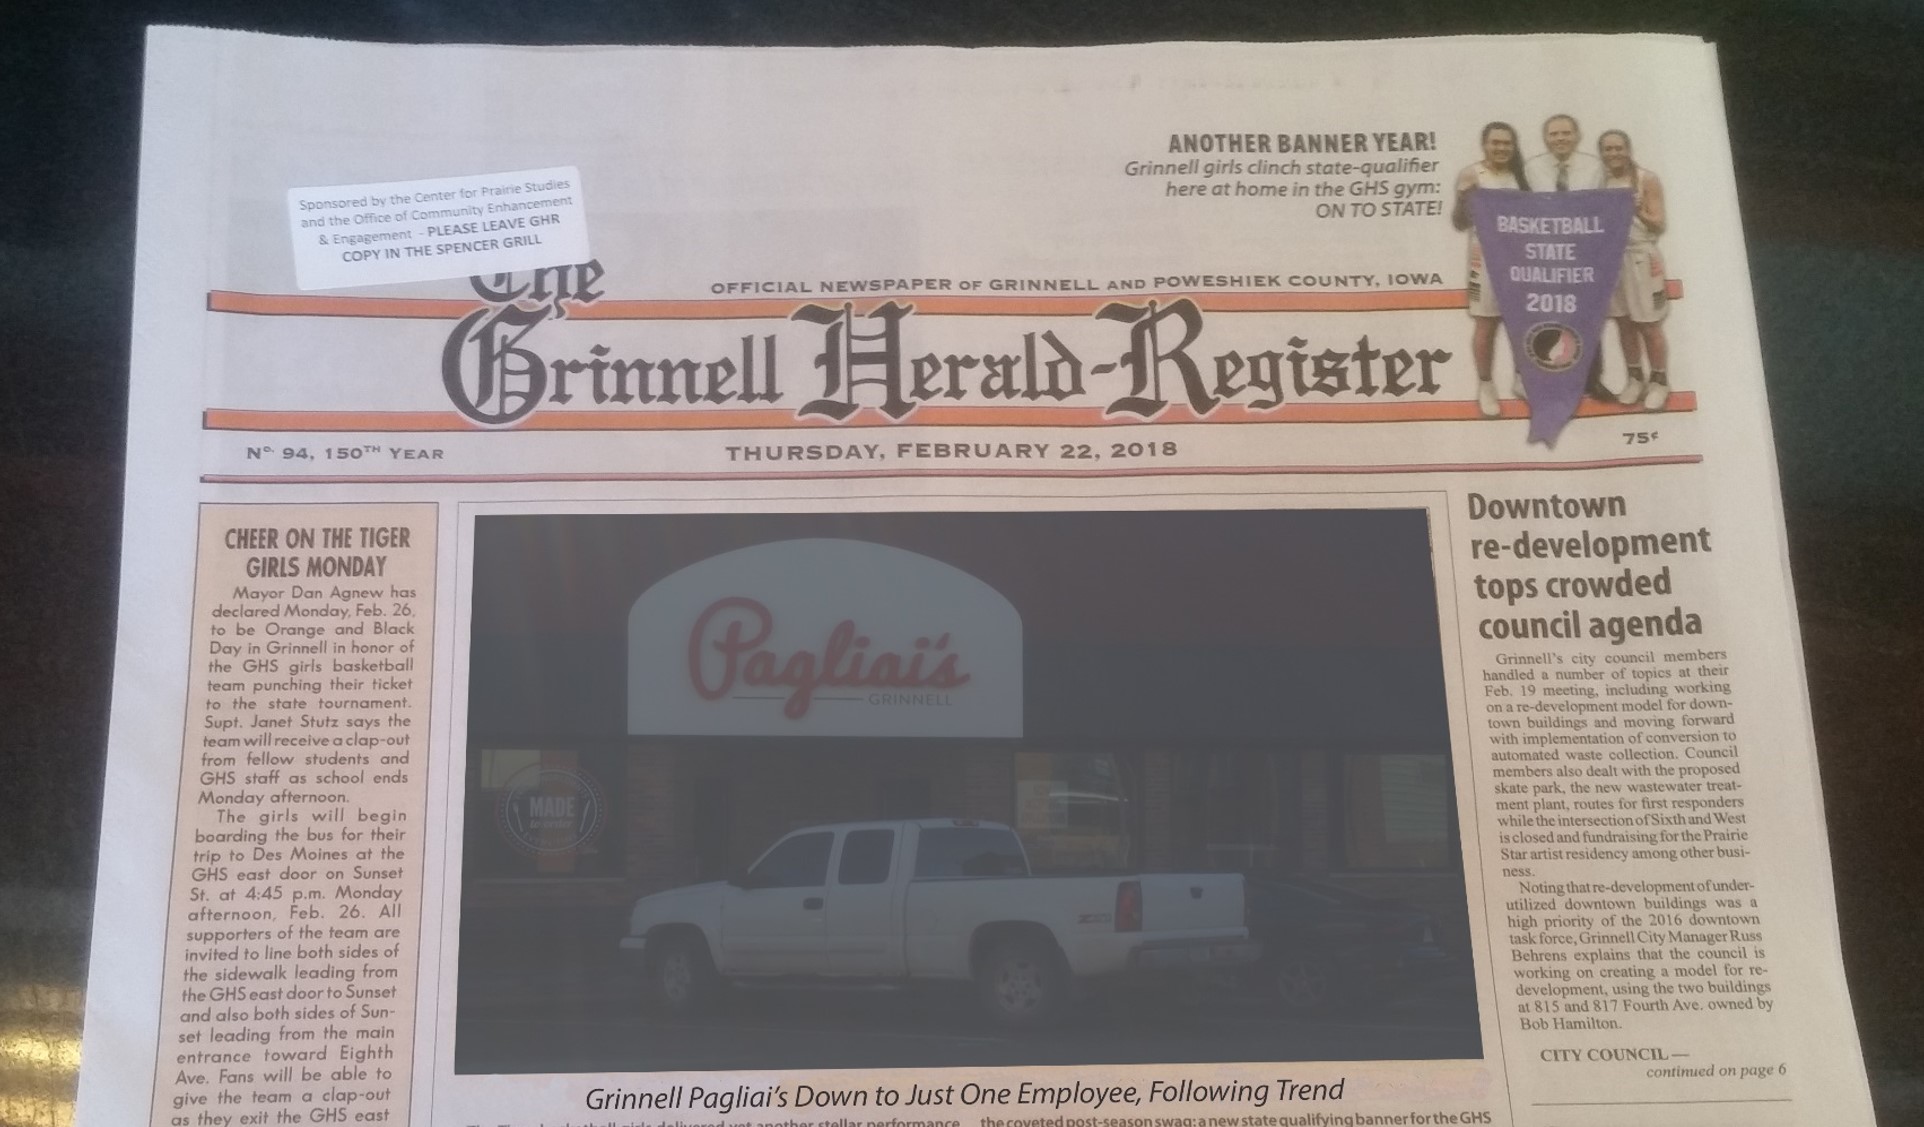 Sponsored by the Center for Prairie Studies
and the Office of Community Enhancement
& Engagement - PLEASE LEAVE GHR
COPY IN THE SPENCER GRILL
ANOTHER BANNER YEAR!
Grinnell girls clinch state-qualifier
here at home in the GHS gym:
ON TO STATE!
BASKETBALL
STATE
QUALIFIER
2018
OFFICIAL NEWSPAPER OF GRINNELL AND POWESHIEK COUNTY, IOWA
The
Grinnell Herald-Register
No. 94, 150TH YEAR
THURSDAY, FEBRUARY 22, 2018
75¢
CHEER ON THE TIGER
GIRLS MONDAY
Mayor Dan Agnew has
declared Monday, Feb. 26,
to be Orange and Black
Day in Grinnell in honor of
the GHS girls basketball
team punching their ticket
to the state tournament.
Supt. Janet Stutz says the
team will receive a clap-out
from fellow students and
GHS staff as school ends
Monday afternoon.
The girls will begin
boarding the bus for their
trip to Des Moines at the
GHS east door on Sunset
St. at 4:45 p.m. Monday
afternoon, Feb. 26. All
supporters of the team are
invited to line both sides of
the sidewalk leading from
the GHS east door to Sunset
and also both sides of Sun-
set leading from the main
entrance toward Eighth
Ave. Fans will be able to
give the team a clap-out
as they exit the GHS east
Pagliai's
GRINNELL
MADE
to order
Grinnell Pagliai's Down to Just One Employee, Following Trend
yet another stellar performance
the coveted post-season swag: a new state qualifying banner for the GHS
Downtown
re-development
tops crowded
council agenda
Grinnell's city council members
handled a number of topics at their
Feb. 19 meeting, including working
on a re-development model for down-
town buildings and moving forward
with implementation of conversion to
automated waste collection. Council
members also dealt with the proposed
skate park, the new wastewater treat-
ment plant, routes for first responders
while the intersection of Sixth and West
is closed and fundraising for the Prairie
Star artist residency among other busi-
ness.
Noting that re-development of under-
utilized downtown buildings was a
high priority of the 2016 downtown
task force, Grinnell City Manager Russ
Behrens explains that the council is
working on creating a model for re-
development, using the two buildings
at 815 and 817 Fourth Ave. owned by
Bob Hamilton.
CITY COUNCIL—
continued on page 6